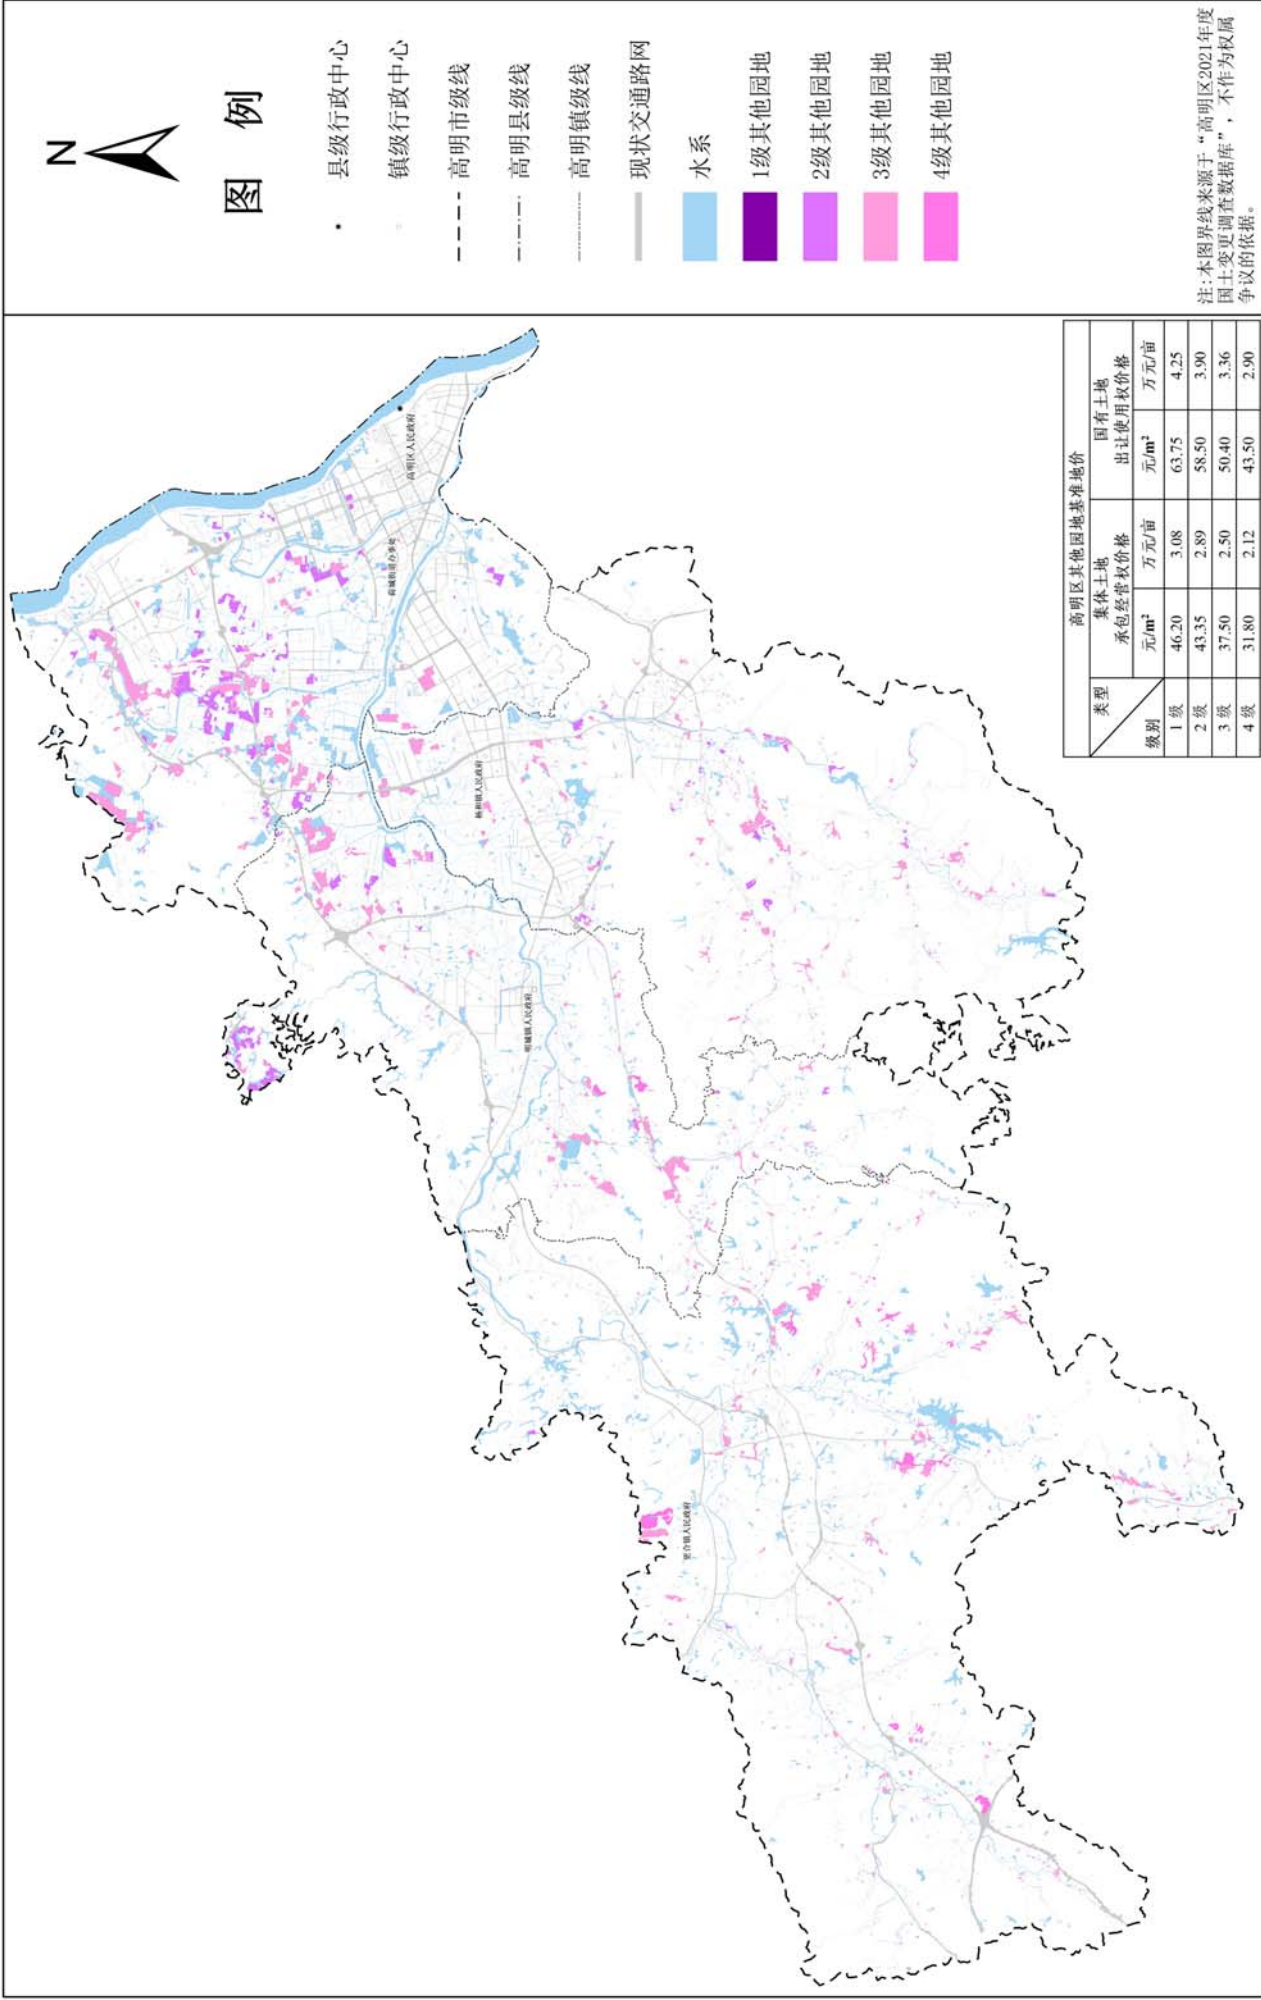 N
图 例
县级行政中心
镇级行政中心
高明市级线
高明县级线
高明镇级线
现状交通路网
水系
1级其他园地
2级其他园地
3级其他园地
4级其他园地
注:本图界线来源于“高明区2021年度
国土变更调查数据库”，不作为权属
争议的依据。
高明区人民政府
荷城街道办事处
杨和镇人民政府
明城镇人民政府
更合镇人民政府
高明区其他园地基准地价
类型 集体土地 国有土地
承包经营权价格 出让使用权价格
级别 元/m² 万元/亩 元/m² 万元/亩
1 级 46.20 3.08 63.75 4.25
2 级 43.35 2.89 58.50 3.90
3 级 37.50 2.50 50.40 3.36
4 级 31.80 2.12 43.50 2.90